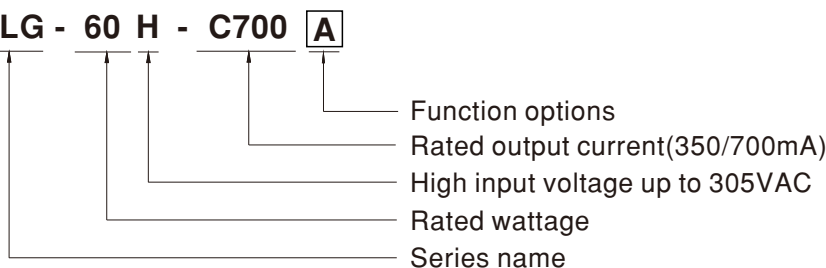 LG - 60 H - C700 A
Function options
Rated output current(350/700mA)
High input voltage up to 305VAC
Rated wattage
Series name